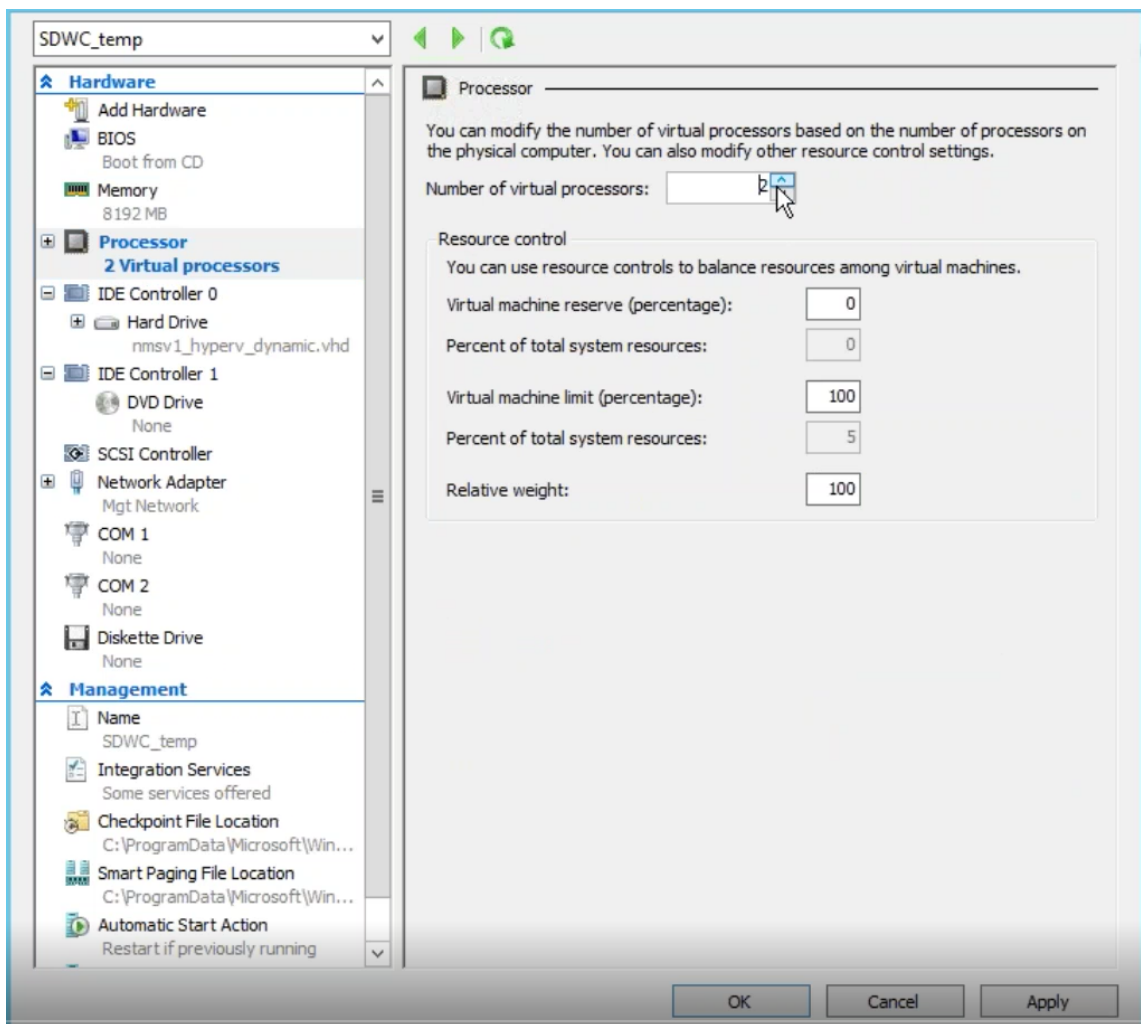 SDWC_temp
Hardware
Add Hardware
BIOS
Boot from CD
Memory
8192 MB
Processor
2 Virtual processors
IDE Controller 0
Hard Drive
nmsv1_hyperv_dynamic.vhd
IDE Controller 1
DVD Drive
None
SCSI Controller
Network Adapter
Mgt Network
COM 1
None
COM 2
None
Diskette Drive
None
Management
Name
SDWC_temp
Integration Services
Some services offered
Checkpoint File Location
C:\ProgramData\Microsoft\Win...
Smart Paging File Location
C:\ProgramData\Microsoft\Win...
Automatic Start Action
Restart if previously running
Processor
You can modify the number of virtual processors based on the number of processors on
the physical computer. You can also modify other resource control settings.
Number of virtual processors: 2
Resource control
You can use resource controls to balance resources among virtual machines.
Virtual machine reserve (percentage): 0
Percent of total system resources: 0
Virtual machine limit (percentage): 100
Percent of total system resources: 5
Relative weight: 100
OK Cancel Apply